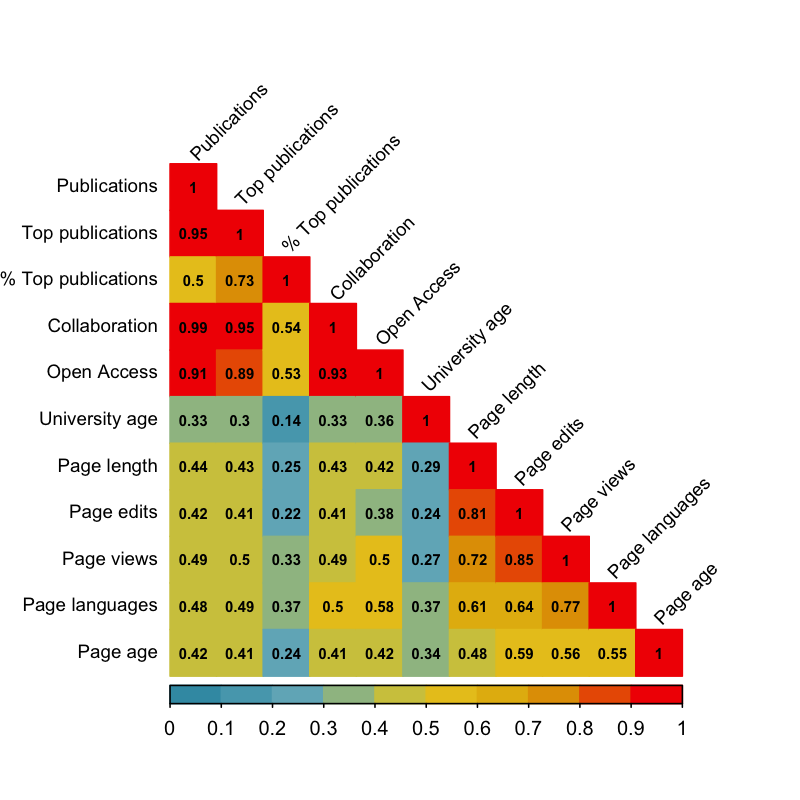 Publications
Top publications
% Top publications
Collaboration
Open Access
University age
Page length
Page edits
Page views
Page languages
Page age
Publications 1
Top publications 0.95 1
% Top publications 0.5 0.73 1
Collaboration 0.99 0.95 0.54 1
Open Access 0.91 0.89 0.53 0.93 1
University age 0.33 0.3 0.14 0.33 0.36 1
Page length 0.44 0.43 0.25 0.43 0.42 0.29 1
Page edits 0.42 0.41 0.22 0.41 0.38 0.24 0.81 1
Page views 0.49 0.5 0.33 0.49 0.5 0.27 0.72 0.85 1
Page languages 0.48 0.49 0.37 0.5 0.58 0.37 0.61 0.64 0.77 1
Page age 0.42 0.41 0.24 0.41 0.42 0.34 0.48 0.59 0.56 0.55 1
0 0.1 0.2 0.3 0.4 0.5 0.6 0.7 0.8 0.9 1